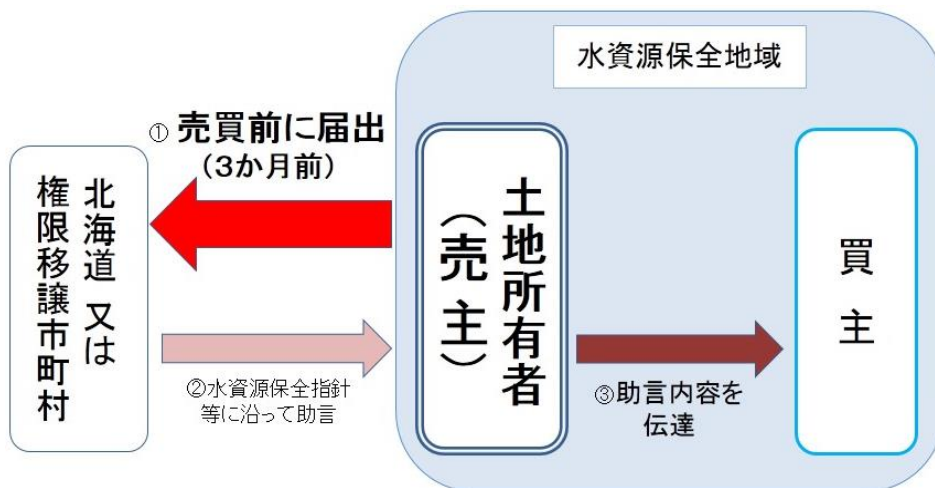 水資源保全地域
① 売買前に届出
(3か月前)
北海道 又は
権限移譲市町村
土地所有者
(売 主)
買 主
②水資源保全指針
等に沿って助言
③助言内容を
伝達